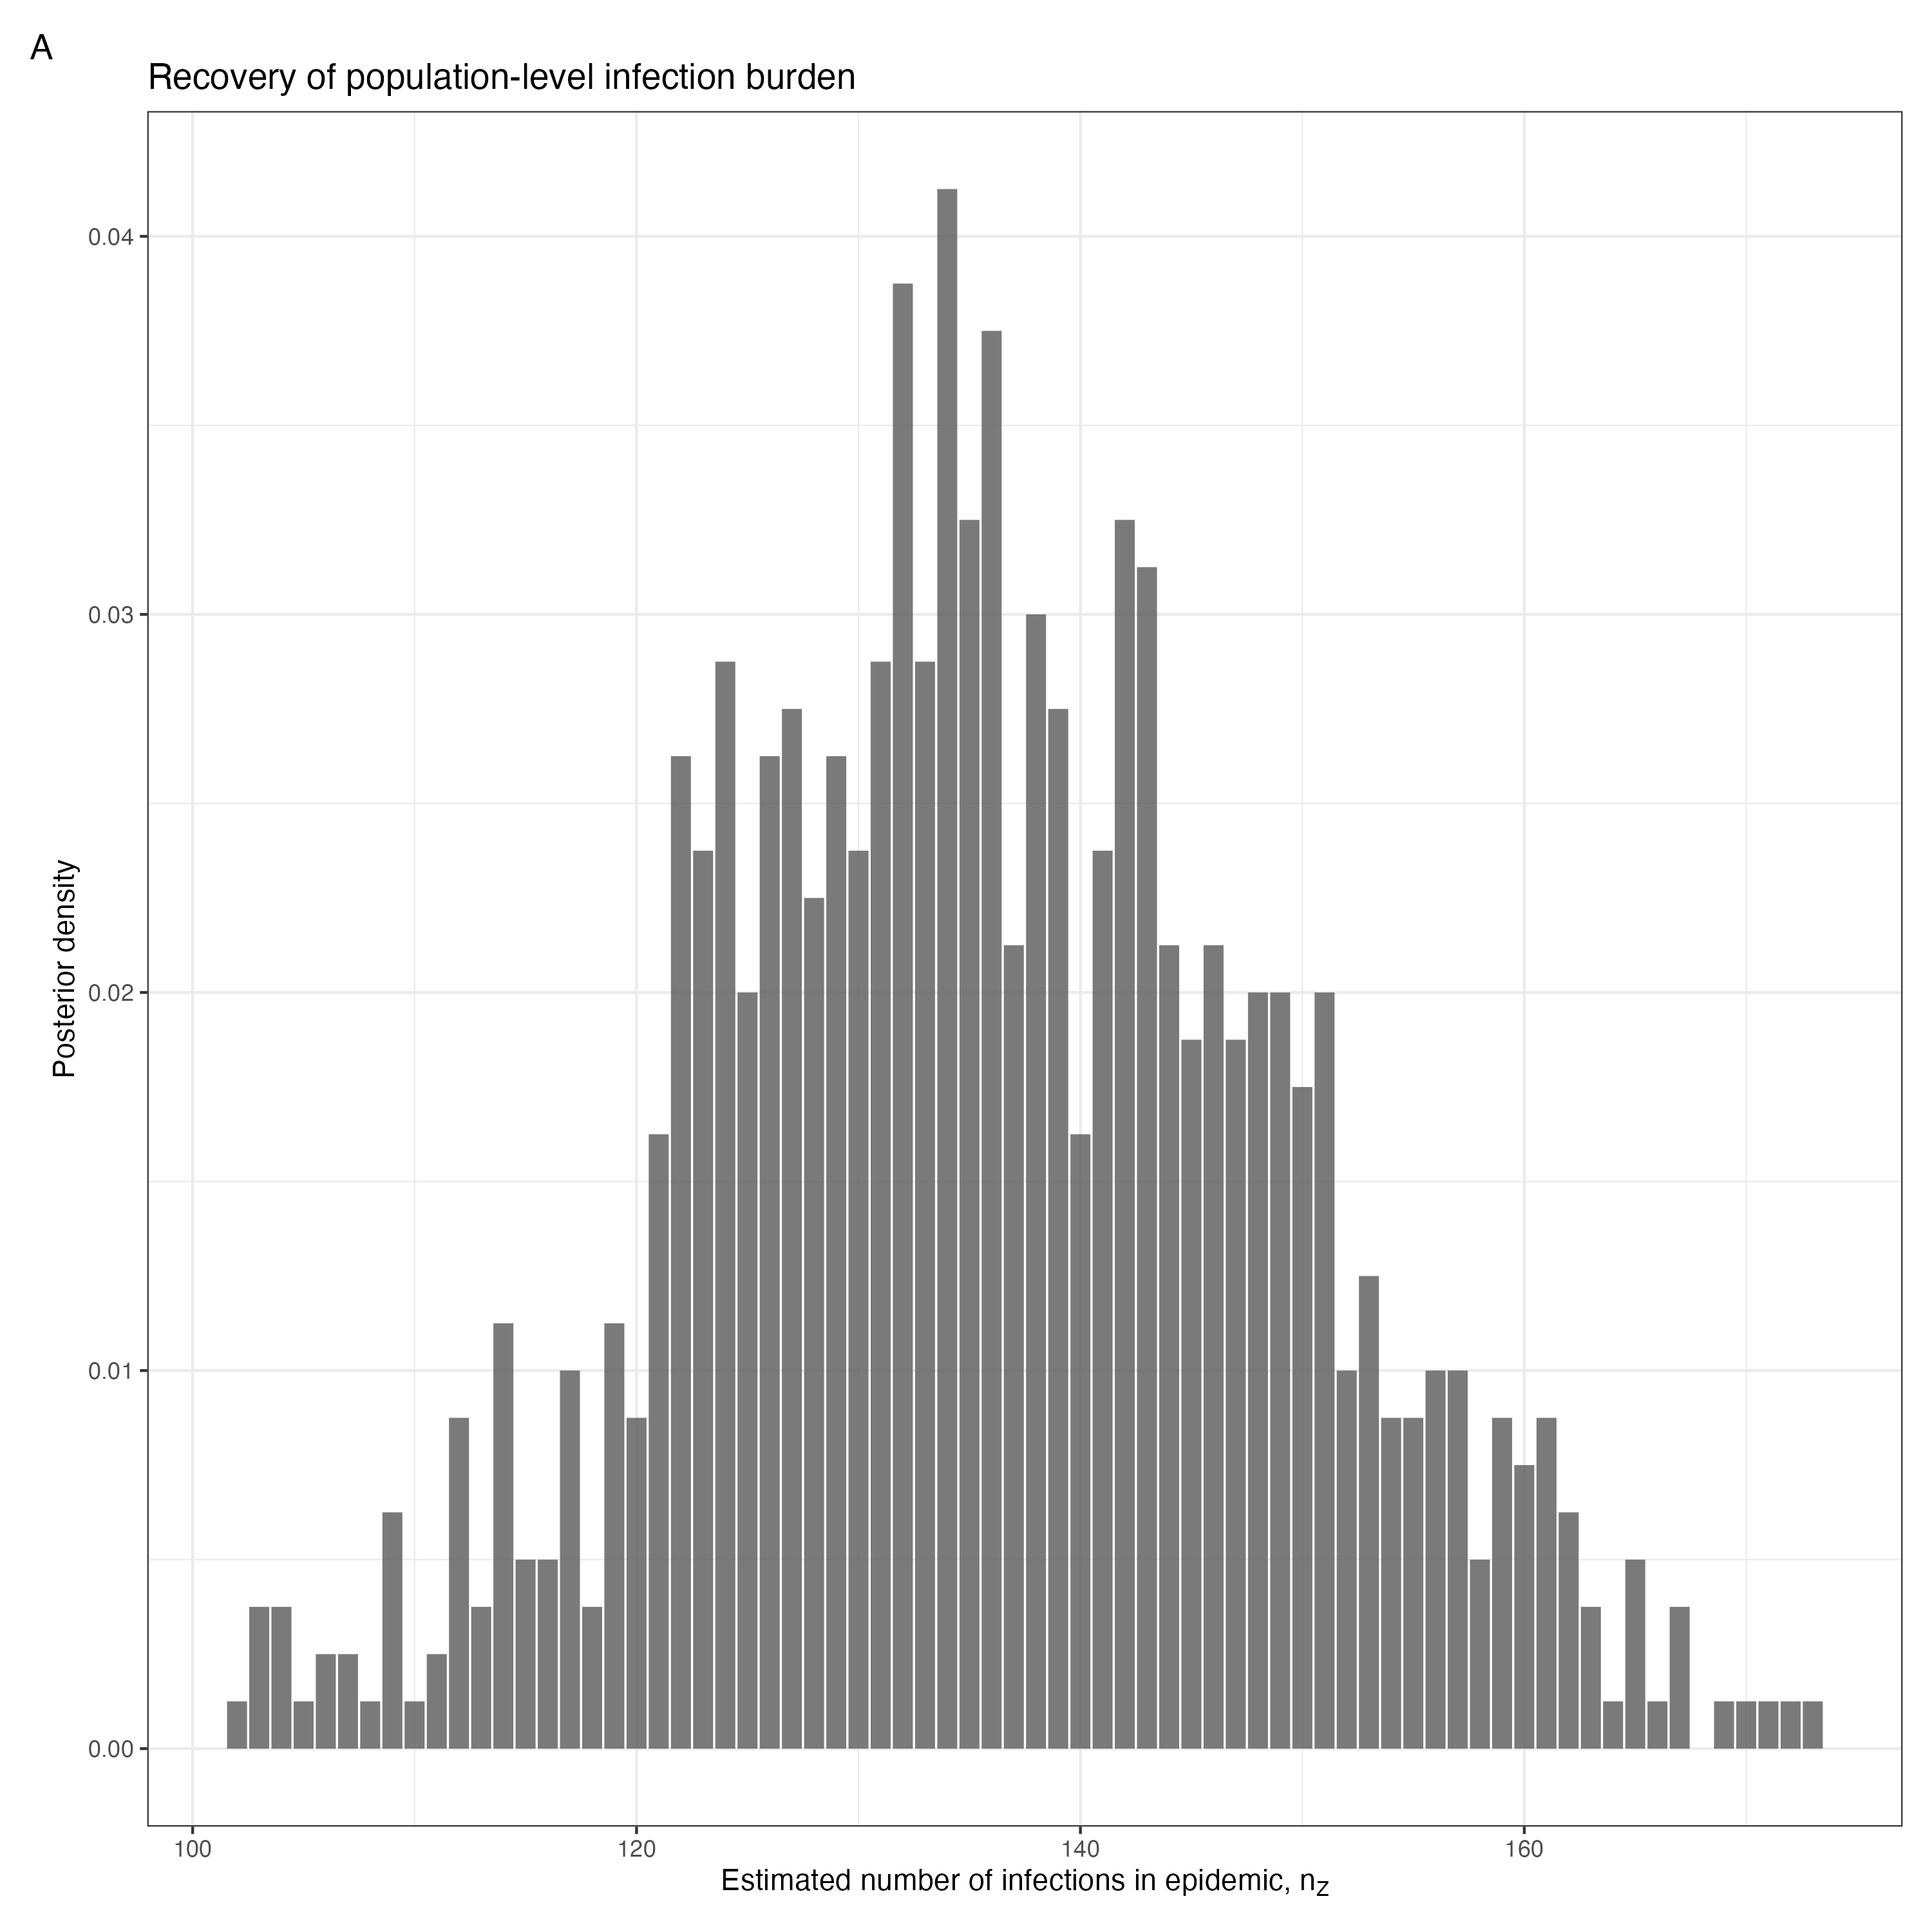 A
Recovery of population-level infection burden
Posterior density
0.04
0.03
0.02
0.01
0.00
100 120 140 160
Estimated number of infections in epidemic, nZ